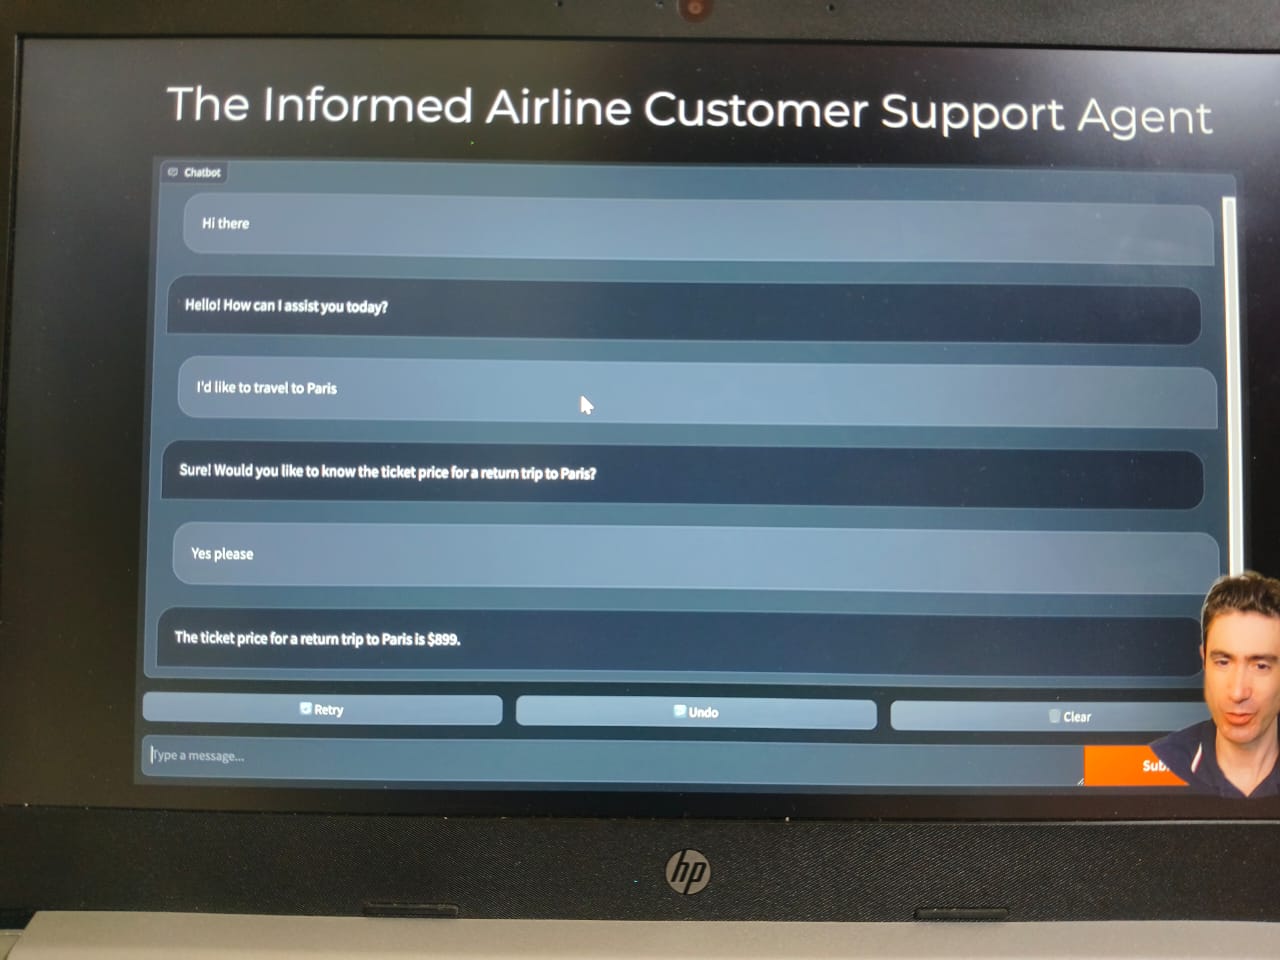 The Informed Airline Customer Support Agent
Chatbot
Hi there
Hello! How can I assist you today?
I'd like to travel to Paris
Sure! Would you like to know the ticket price for a return trip to Paris?
Yes please
The ticket price for a return trip to Paris is $899.
Retry
Undo
Clear
Type a message...
hp